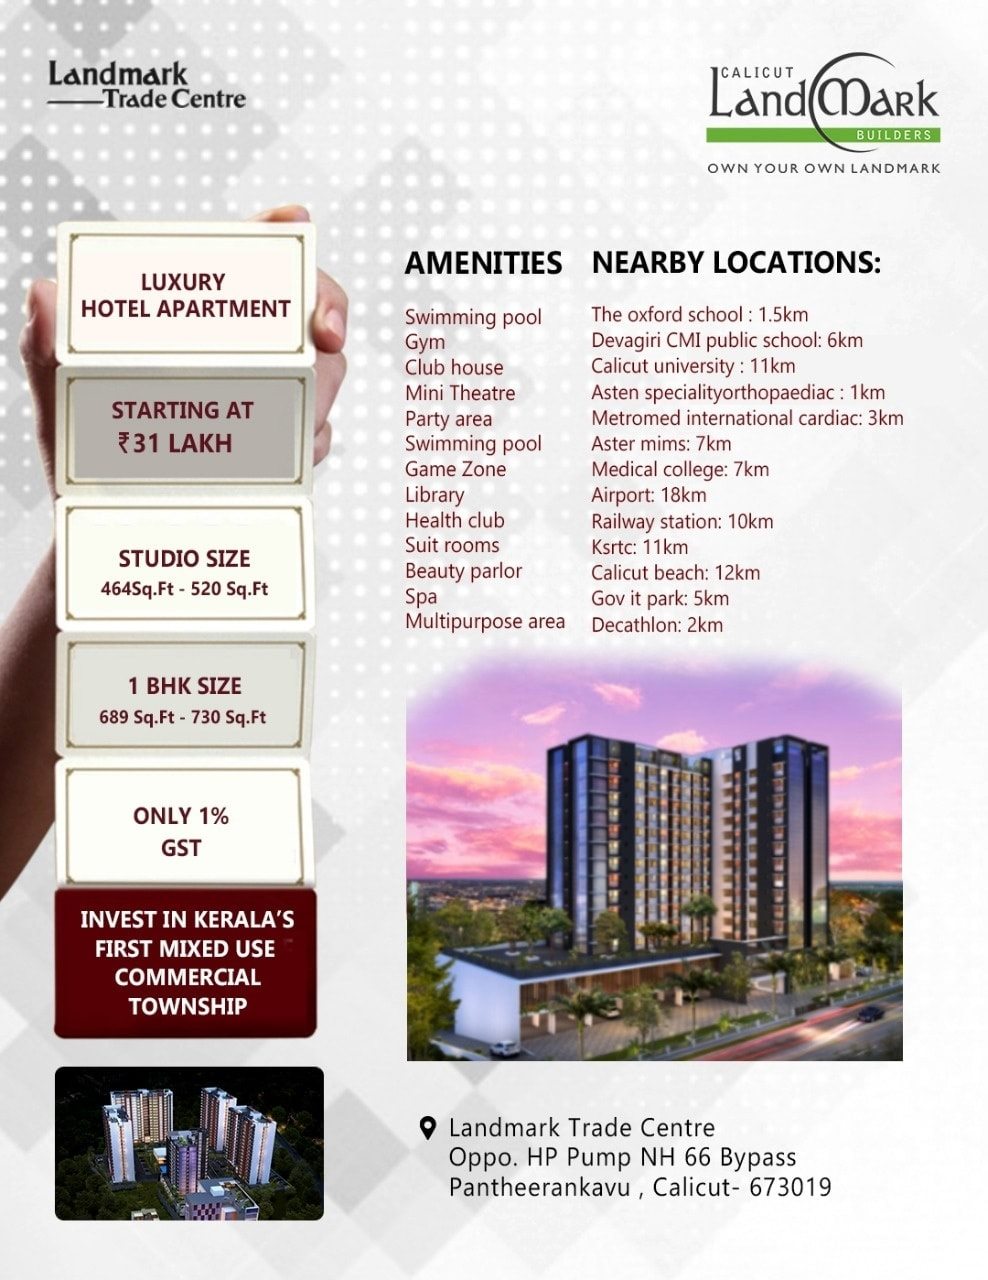 Landmark
Trade Centre
CALICUT
LANDMARK
BUILDERS
OWN YOUR OWN LANDMARK
LUXURY
HOTEL APARTMENT
STARTING AT
₹31 LAKH
STUDIO SIZE
464Sq.Ft - 520 Sq.Ft
1 BHK SIZE
689 Sq.Ft - 730 Sq.Ft
ONLY 1%
GST
INVEST IN KERALA’S
FIRST MIXED USE
COMMERCIAL
TOWNSHIP
AMENITIES
Swimming pool
Gym
Club house
Mini Theatre
Party area
Swimming pool
Game Zone
Library
Health club
Suit rooms
Beauty parlor
Spa
Multipurpose area
NEARBY LOCATIONS:
The oxford school : 1.5km
Devagiri CMI public school: 6km
Calicut university : 11km
Asten specialityorthopaediac : 1km
Metromed international cardiac: 3km
Aster mims: 7km
Medical college: 7km
Airport: 18km
Railway station: 10km
Ksrtc: 11km
Calicut beach: 12km
Gov it park: 5km
Decathlon: 2km
Landmark Trade Centre
Oppo. HP Pump NH 66 Bypass
Pantheerankavu , Calicut- 673019